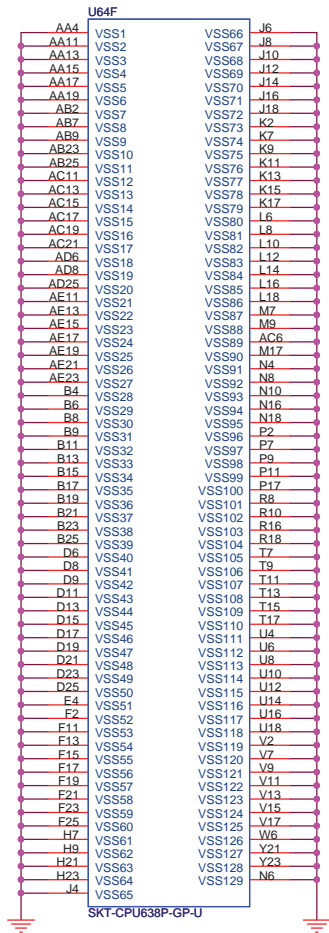 U64F
AA4 VSS1 VSS66 J6
AA11 VSS2 VSS67 J8
AA13 VSS3 VSS68 J10
AA15 VSS4 VSS69 J12
AA17 VSS5 VSS70 J14
AA19 VSS6 VSS71 J16
AB2 VSS7 VSS72 J18
AB7 VSS8 VSS73 K2
AB9 VSS9 VSS74 K7
AB23 VSS10 VSS75 K9
AB25 VSS11 VSS76 K11
AC11 VSS12 VSS77 K13
AC13 VSS13 VSS78 K15
AC15 VSS14 VSS79 K17
AC17 VSS15 VSS80 L6
AC19 VSS16 VSS81 L8
AC21 VSS17 VSS82 L10
AD6 VSS18 VSS83 L12
AD8 VSS19 VSS84 L14
AD25 VSS20 VSS85 L16
AE11 VSS21 VSS86 L18
AE13 VSS22 VSS87 M7
AE15 VSS23 VSS88 M9
AE17 VSS24 VSS89 AC6
AE19 VSS25 VSS90 M17
AE21 VSS26 VSS91 N4
AE23 VSS27 VSS92 N8
B4 VSS28 VSS93 N10
B6 VSS29 VSS94 N16
B8 VSS30 VSS95 N18
B9 VSS31 VSS96 P2
B11 VSS32 VSS97 P7
B13 VSS33 VSS98 P9
B15 VSS34 VSS99 P11
B17 VSS35 VSS100 P17
B19 VSS36 VSS101 R8
B21 VSS37 VSS102 R10
B23 VSS38 VSS103 R16
B25 VSS39 VSS104 R18
D6 VSS40 VSS105 T7
D8 VSS41 VSS106 T9
D9 VSS42 VSS107 T11
D11 VSS43 VSS108 T13
D13 VSS44 VSS109 T15
D15 VSS45 VSS110 T17
D17 VSS46 VSS111 U4
D19 VSS47 VSS112 U6
D21 VSS48 VSS113 U8
D23 VSS49 VSS114 U10
D25 VSS50 VSS115 U12
E4 VSS51 VSS116 U14
F2 VSS52 VSS117 U16
F11 VSS53 VSS118 U18
F13 VSS54 VSS119 V2
F15 VSS55 VSS120 V7
F17 VSS56 VSS121 V9
F19 VSS57 VSS122 V11
F21 VSS58 VSS123 V13
F23 VSS59 VSS124 V15
F25 VSS60 VSS125 V17
H7 VSS61 VSS126 W6
H9 VSS62 VSS127 Y21
H21 VSS63 VSS128 Y23
H23 VSS64 VSS129 N6
J4 VSS65
SKT-CPU638P-GP-U